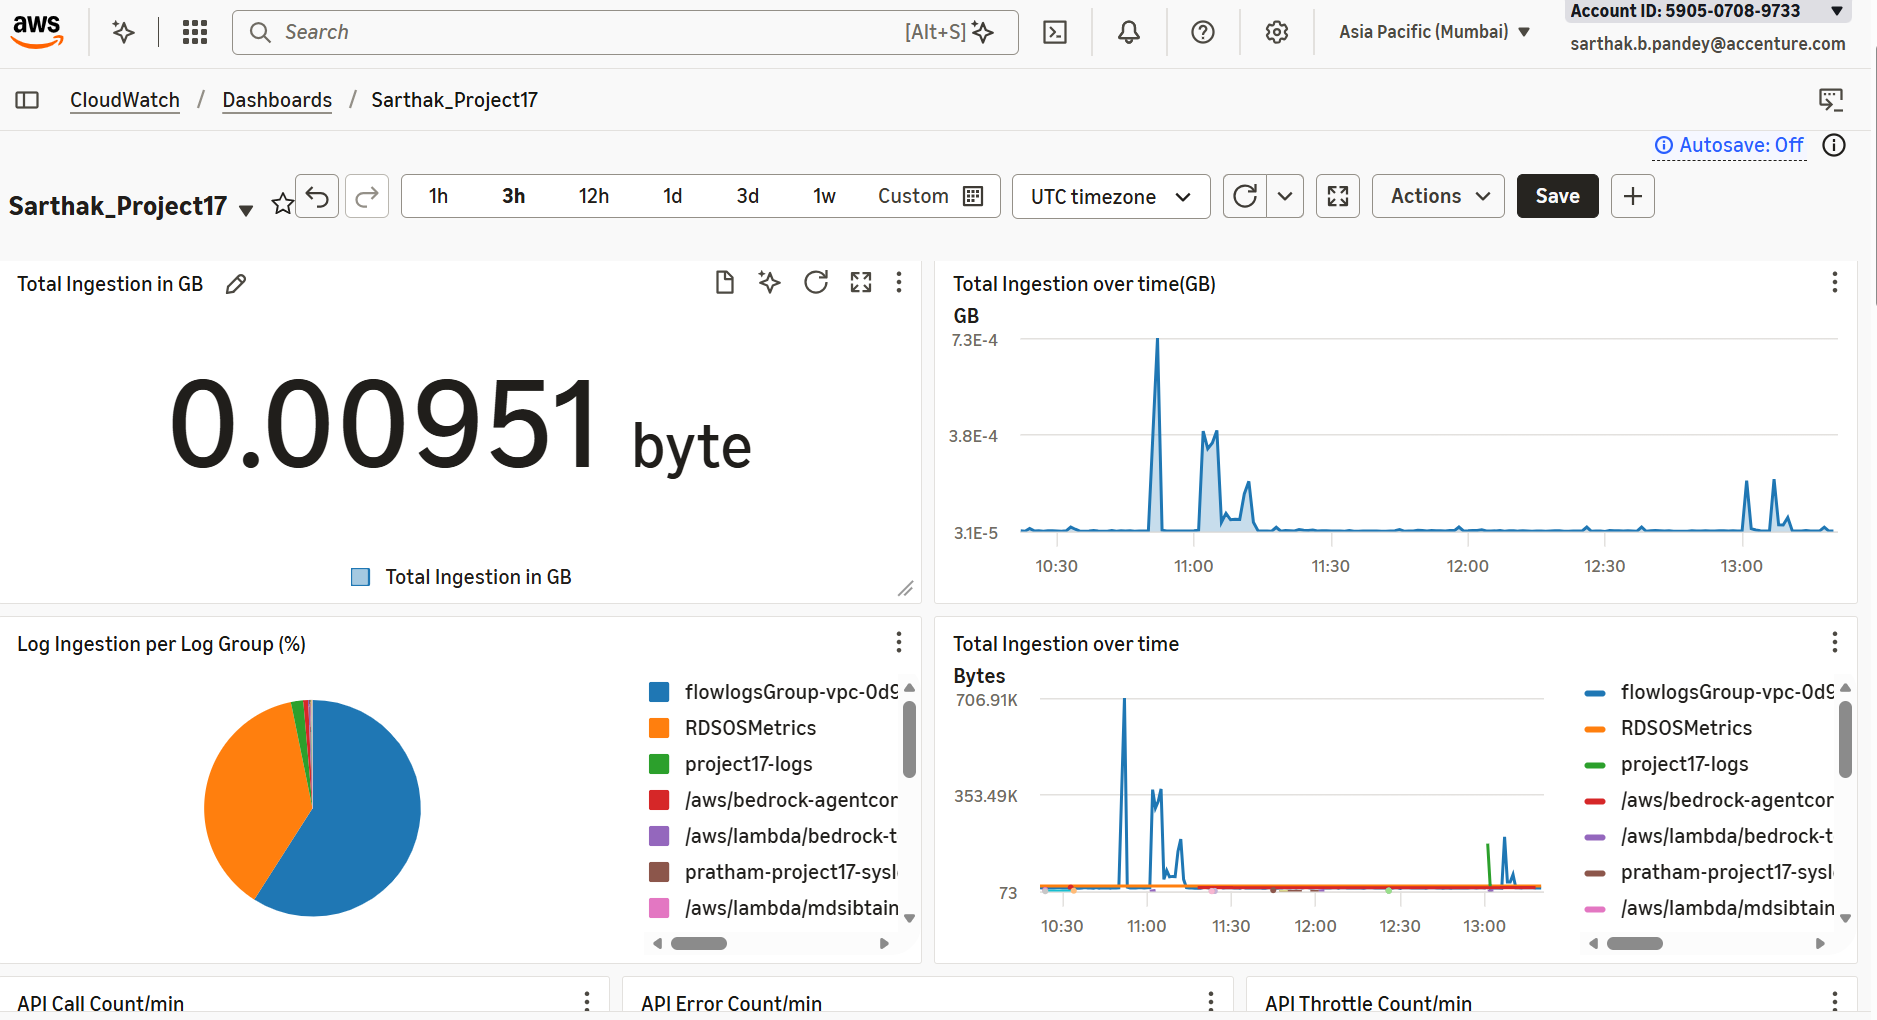 aws
Search
[Alt+S]
Asia Pacific (Mumbai)
Account ID: 5905-0708-9733
sarthak.b.pandey@accenture.com
CloudWatch / Dashboards / Sarthak_Project17
Autosave: Off
Sarthak_Project17
1h 3h 12h 1d 3d 1w Custom
UTC timezone
Actions
Save
Total Ingestion in GB
0.00951 byte
Total Ingestion in GB
Total Ingestion over time(GB)
GB
7.3E-4
3.8E-4
3.1E-5
10:30 11:00 11:30 12:00 12:30 13:00
Log Ingestion per Log Group (%)
flowlogsGroup-vpc-0d9
RDSOSMetrics
project17-logs
/aws/bedrock-agentcor
/aws/lambda/bedrock-t
pratham-project17-sysl
/aws/lambda/mdsibtain
Total Ingestion over time
Bytes
706.91K
353.49K
73
10:30 11:00 11:30 12:00 12:30 13:00
flowlogsGroup-vpc-0d9
RDSOSMetrics
project17-logs
/aws/bedrock-agentcor
/aws/lambda/bedrock-t
pratham-project17-sysl
/aws/lambda/mdsibtain
API Call Count/min
API Error Count/min
API Throttle Count/min